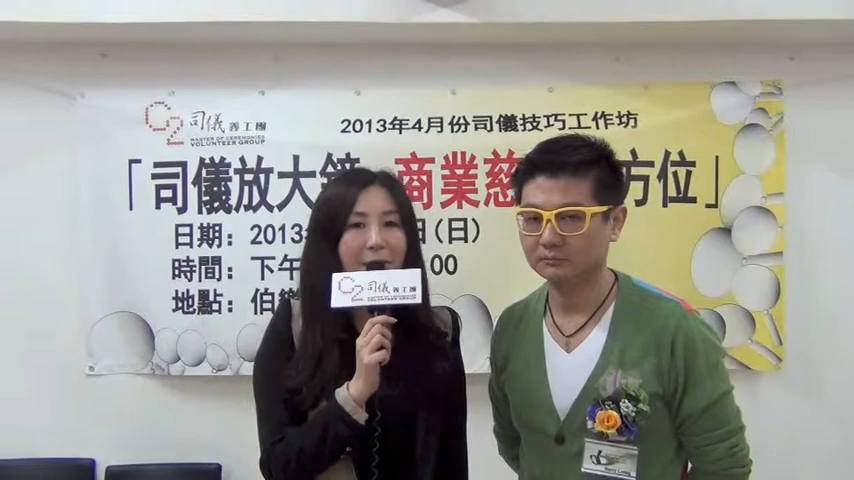 C2 司儀義工團
MASTER OF CEREMONIES
VOLUNTEER GROUP
2013年4月份司儀技巧工作坊
「司儀放大鏡 商業慈 方位」
日期：2013 日（日）
時間：下午 00
地點：伯
C2 司儀義工團